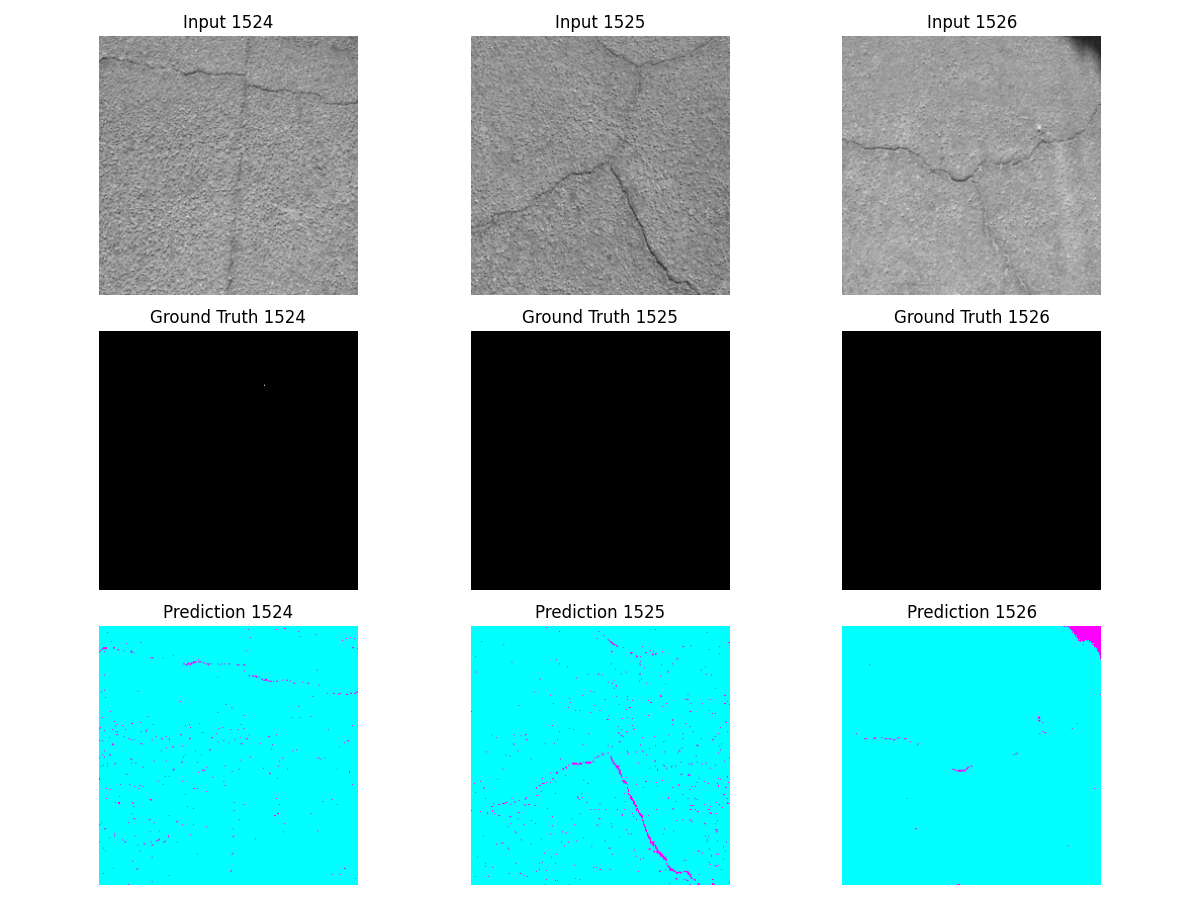 Input 1524
Input 1525
Input 1526
Ground Truth 1524
Ground Truth 1525
Ground Truth 1526
Prediction 1524
Prediction 1525
Prediction 1526